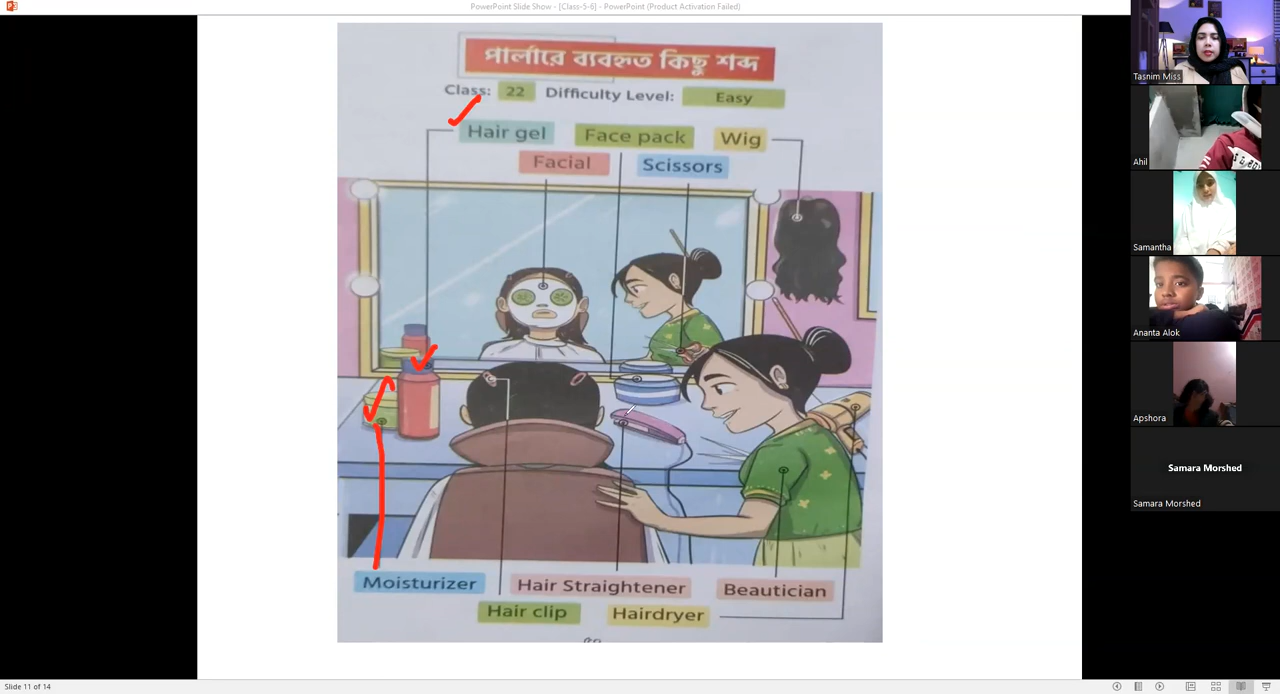 PowerPoint Slide Show - [Class-5-6] - PowerPoint (Product Activation Failed)
পার্লারে ব্যবহৃত কিছু শব্দ
Class: 22 Difficulty Level: Easy
Hair gel Face pack Wig
Facial Scissors
Moisturizer Hair Straightener Beautician
Hair clip Hairdryer
Tasnim Miss
Ahil
Samantha
Ananta Alok
Apshora
Samara Morshed
Samara Morshed
Slide 11 of 14